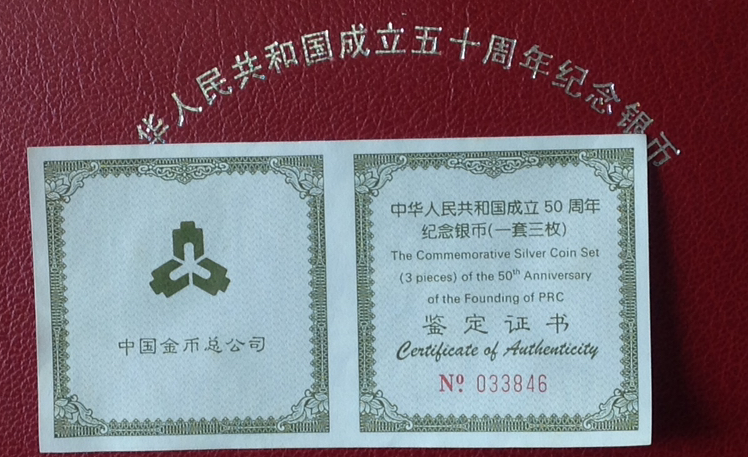 华人民共和国成立五十周年纪念银币
中国金币总公司
中华人民共和国成立 50 周年
纪念银币(一套三枚)
The Commemorative Silver Coin Set
(3 pieces) of the 50th Anniversary
of the Founding of PRC
鉴定证书
Certificate of Authenticity
Nº 033846